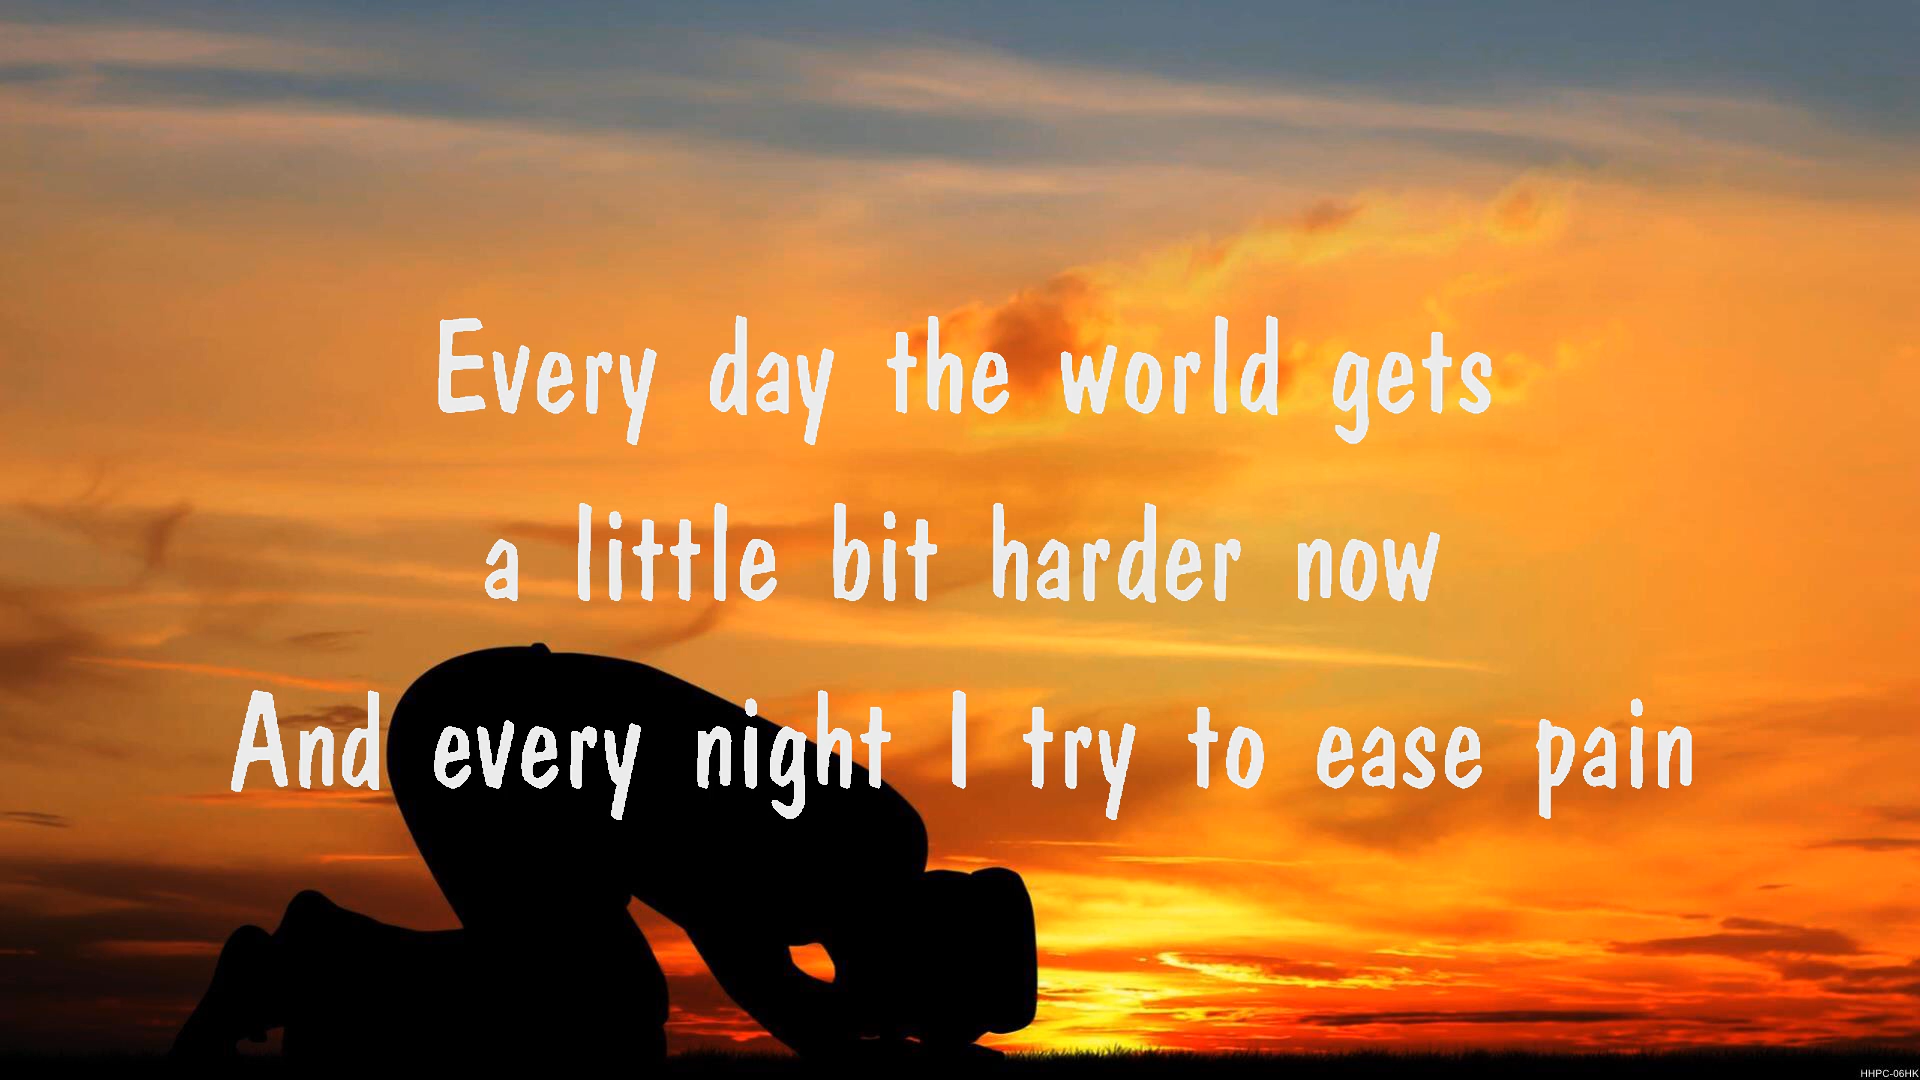 Every day the world gets
a little bit harder now
And every night I try to ease pain
HHPC-06HK